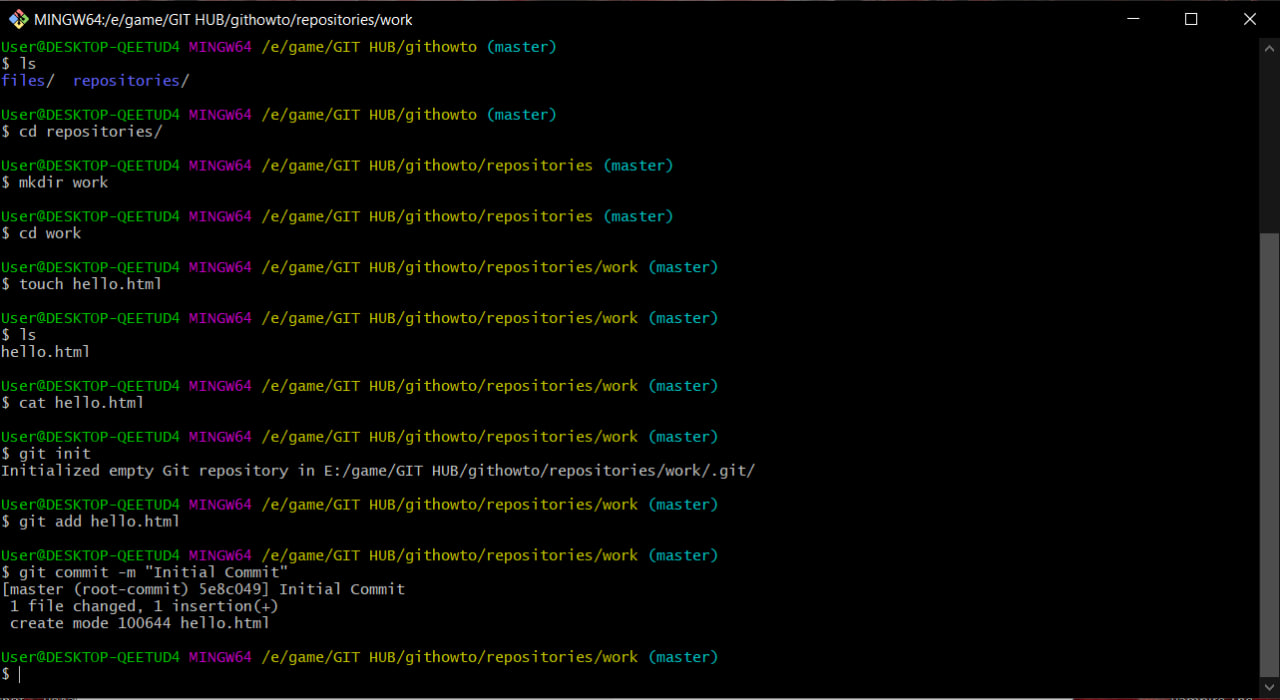 MINGW64:/e/game/GIT HUB/githowto/repositories/work
User@DESKTOP-QEETUD4 MINGW64 /e/game/GIT HUB/githowto (master)
$ ls
files/  repositories/
User@DESKTOP-QEETUD4 MINGW64 /e/game/GIT HUB/githowto (master)
$ cd repositories/
User@DESKTOP-QEETUD4 MINGW64 /e/game/GIT HUB/githowto/repositories (master)
$ mkdir work
User@DESKTOP-QEETUD4 MINGW64 /e/game/GIT HUB/githowto/repositories (master)
$ cd work
User@DESKTOP-QEETUD4 MINGW64 /e/game/GIT HUB/githowto/repositories/work (master)
$ touch hello.html
User@DESKTOP-QEETUD4 MINGW64 /e/game/GIT HUB/githowto/repositories/work (master)
$ ls
hello.html
User@DESKTOP-QEETUD4 MINGW64 /e/game/GIT HUB/githowto/repositories/work (master)
$ cat hello.html
User@DESKTOP-QEETUD4 MINGW64 /e/game/GIT HUB/githowto/repositories/work (master)
$ git init
Initialized empty Git repository in E:/game/GIT HUB/githowto/repositories/work/.git/
User@DESKTOP-QEETUD4 MINGW64 /e/game/GIT HUB/githowto/repositories/work (master)
$ git add hello.html
User@DESKTOP-QEETUD4 MINGW64 /e/game/GIT HUB/githowto/repositories/work (master)
$ git commit -m "Initial Commit"
[master (root-commit) 5e8c049] Initial Commit
 1 file changed, 1 insertion(+)
 create mode 100644 hello.html
User@DESKTOP-QEETUD4 MINGW64 /e/game/GIT HUB/githowto/repositories/work (master)
$